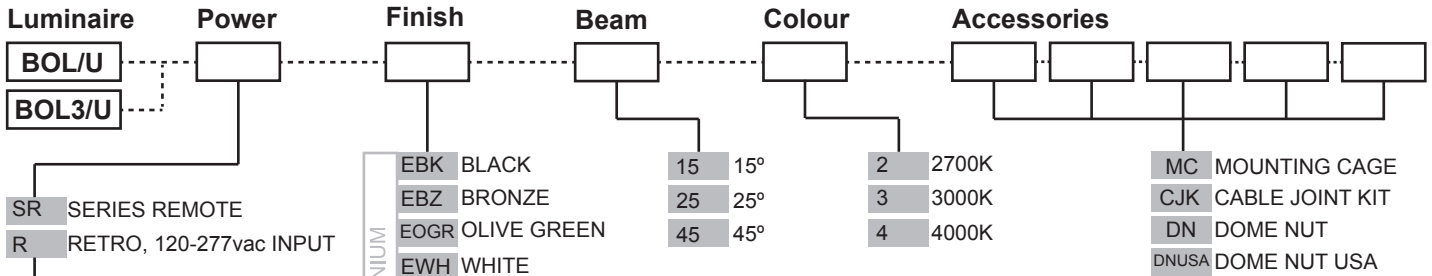 Luminaire Power Finish Beam Colour Accessories
BOL/U
BOL3/U
SR SERIES REMOTE
R RETRO, 120-277vac INPUT
EBK BLACK
EBZ BRONZE
EOGR OLIVE GREEN
EWH WHITE
15 15º
25 25º
45 45º
2 2700K
3 3000K
4 4000K
MC MOUNTING CAGE
CJK CABLE JOINT KIT
DN DOME NUT
DNUSA DOME NUT USA